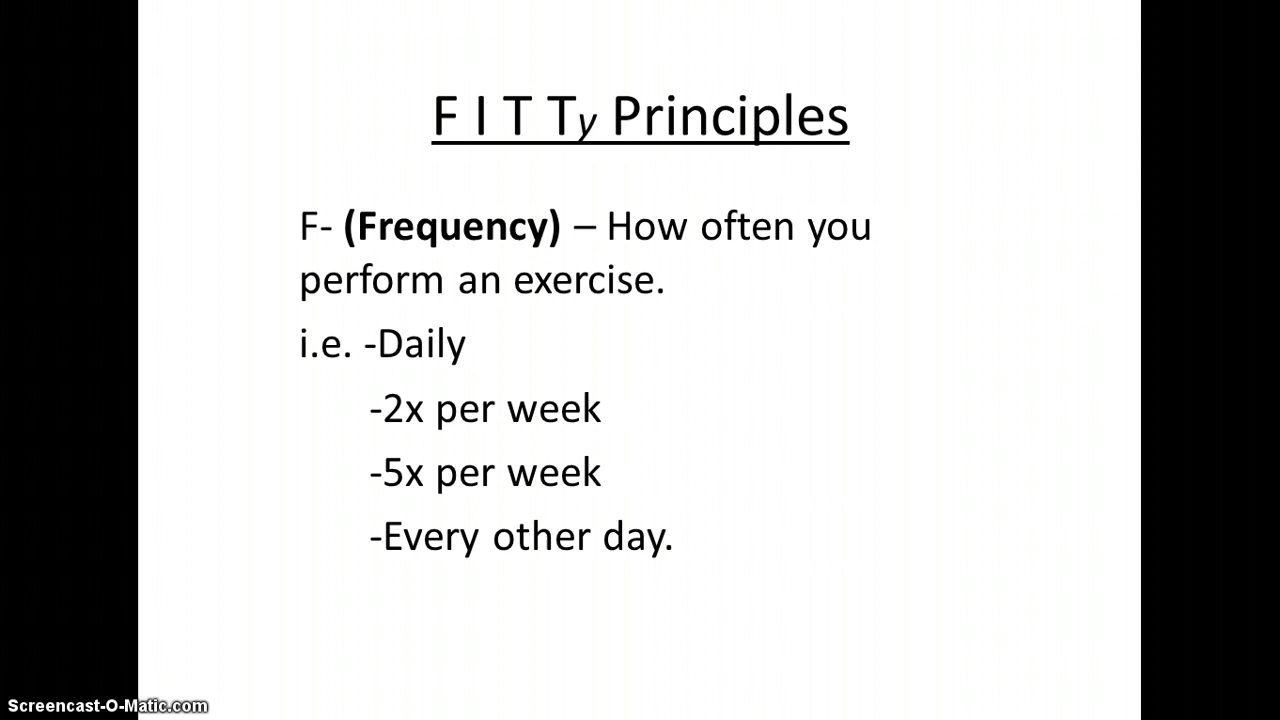 F I T Ty Principles
F- (Frequency) – How often you
perform an exercise.
i.e. -Daily
-2x per week
-5x per week
-Every other day.
Screencast-O-Matic.com